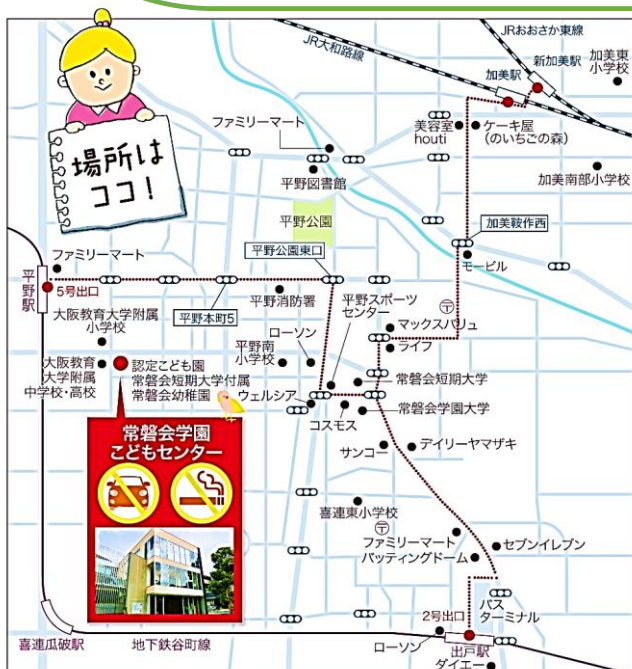 JRおおさか東線
JR大和路線
新加美駅
加美駅
加美東
小学校
場所は
ココ！
ファミリーマート
美容室
houti
ケーキ屋
（のいちごの森）
平野図書館
加美南部小学校
平野公園
加美鞍作西
ファミリーマート
平野公園東口
モービル
平野駅
5号出口
平野本町5
平野消防署
平野スポーツ
センター
〒
大阪教育大学附属
小学校
ローソン
マックスバリュ
ライフ
平野南
小学校
大阪教育
大学附属
中学校・高校
認定こども園
常磐会短期大学付属
常磐会幼稚園
常磐会短期大学
ウェルシア
コスモス
常磐会学園大学
常磐会学園
こどもセンター
サンコー
デイリーヤマザキ
喜連東小学校
〒
ファミリーマート
バッティングドーム
セブンイレブン
2号出口
バス
ターミナル
喜連瓜破駅
地下鉄谷町線
ローソン
出戸駅
ダイエー